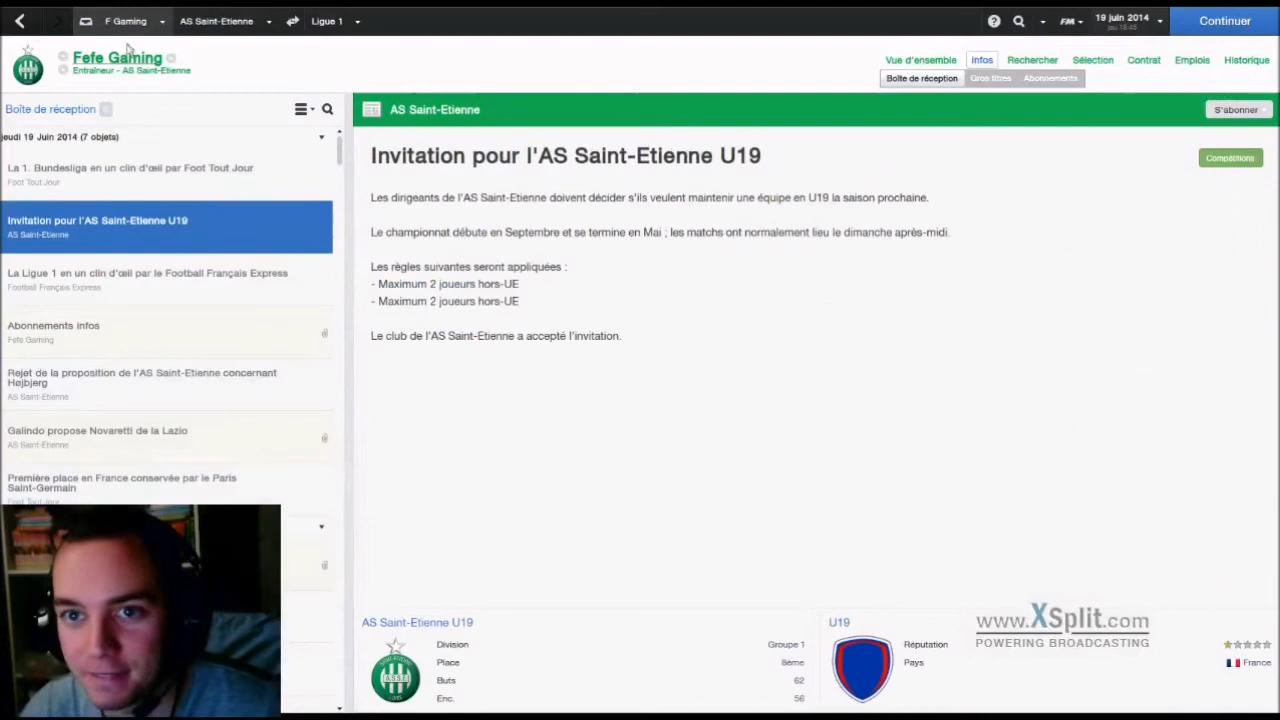 F Gaming
AS Saint-Etienne
Ligue 1
FM
19 juin 2014
jeu 18:45
Continuer
Fefe Gaming
Entraîneur - AS Saint-Etienne
Vue d'ensemble
Infos
Rechercher
Sélection
Contrat
Emplois
Historique
Boîte de réception
Gros titres
Abonnements
Boîte de réception
AS Saint-Etienne
S'abonner
jeudi 19 Juin 2014 (7 objets)
La 1. Bundesliga en un clin d'œil par Foot Tout Jour
Foot Tout Jour
Invitation pour l'AS Saint-Etienne U19
AS Saint-Etienne
La Ligue 1 en un clin d'œil par le Football Français Express
Football Français Express
Abonnements infos
Fefe Gaming
Rejet de la proposition de l'AS Saint-Etienne concernant
Højbjerg
AS Saint-Etienne
Galindo propose Novaretti de la Lazio
AS Saint-Etienne
Première place en France conservée par le Paris
Saint-Germain
Foot Tout Jour
Invitation pour l'AS Saint-Etienne U19
Compétitions
Les dirigeants de l'AS Saint-Etienne doivent décider s'ils veulent maintenir une équipe en U19 la saison prochaine.
Le championnat débute en Septembre et se termine en Mai ; les matchs ont normalement lieu le dimanche après-midi.
Les règles suivantes seront appliquées :
- Maximum 2 joueurs hors-UE
- Maximum 2 joueurs hors-UE
Le club de l'AS Saint-Etienne a accepté l'invitation.
AS Saint-Etienne U19
Division
Groupe 1
Place
8ème
Buts
62
Enc.
56
U19
Réputation
Pays
France
www.XSplit.com
POWERING BROADCASTING